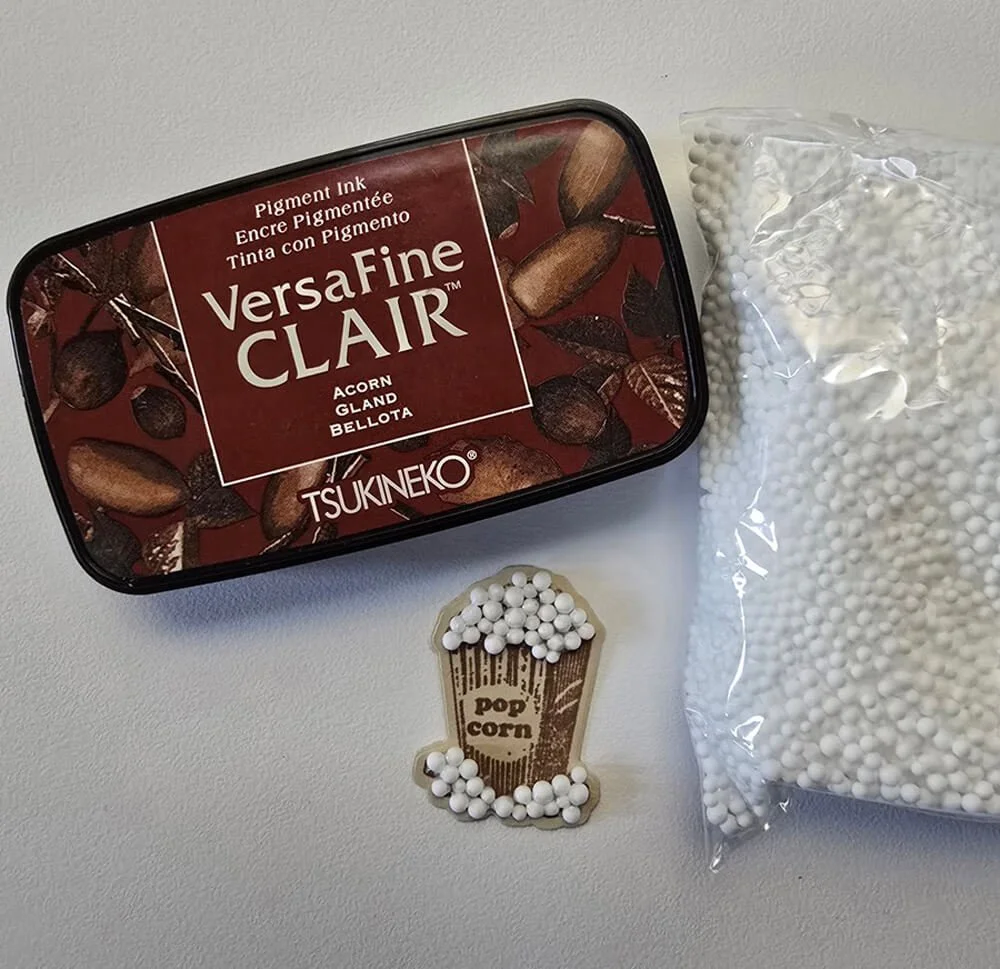 Pigment Ink
Encre Pigmentée
Tinta con Pigmento
VersaFine
CLAIR™
ACORN
GLAND
BELLOTA
TSUKINEKO®
pop
corn